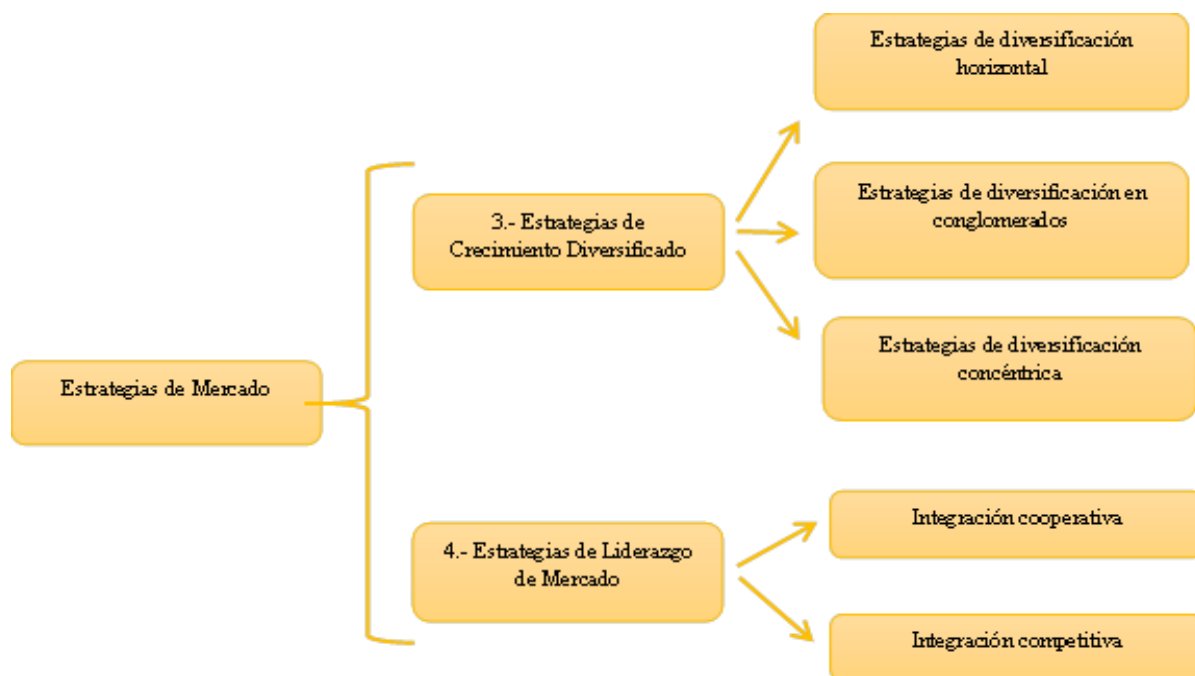 Estrategias de diversificación
horizontal
3.- Estrategias de
Crecimiento Diversificado
Estrategias de diversificación en
conglomerados
Estrategias de diversificación
concéntrica
Estrategias de Mercado
4.- Estrategias de Liderazgo
de Mercado
Integración cooperativa
Integración competitiva